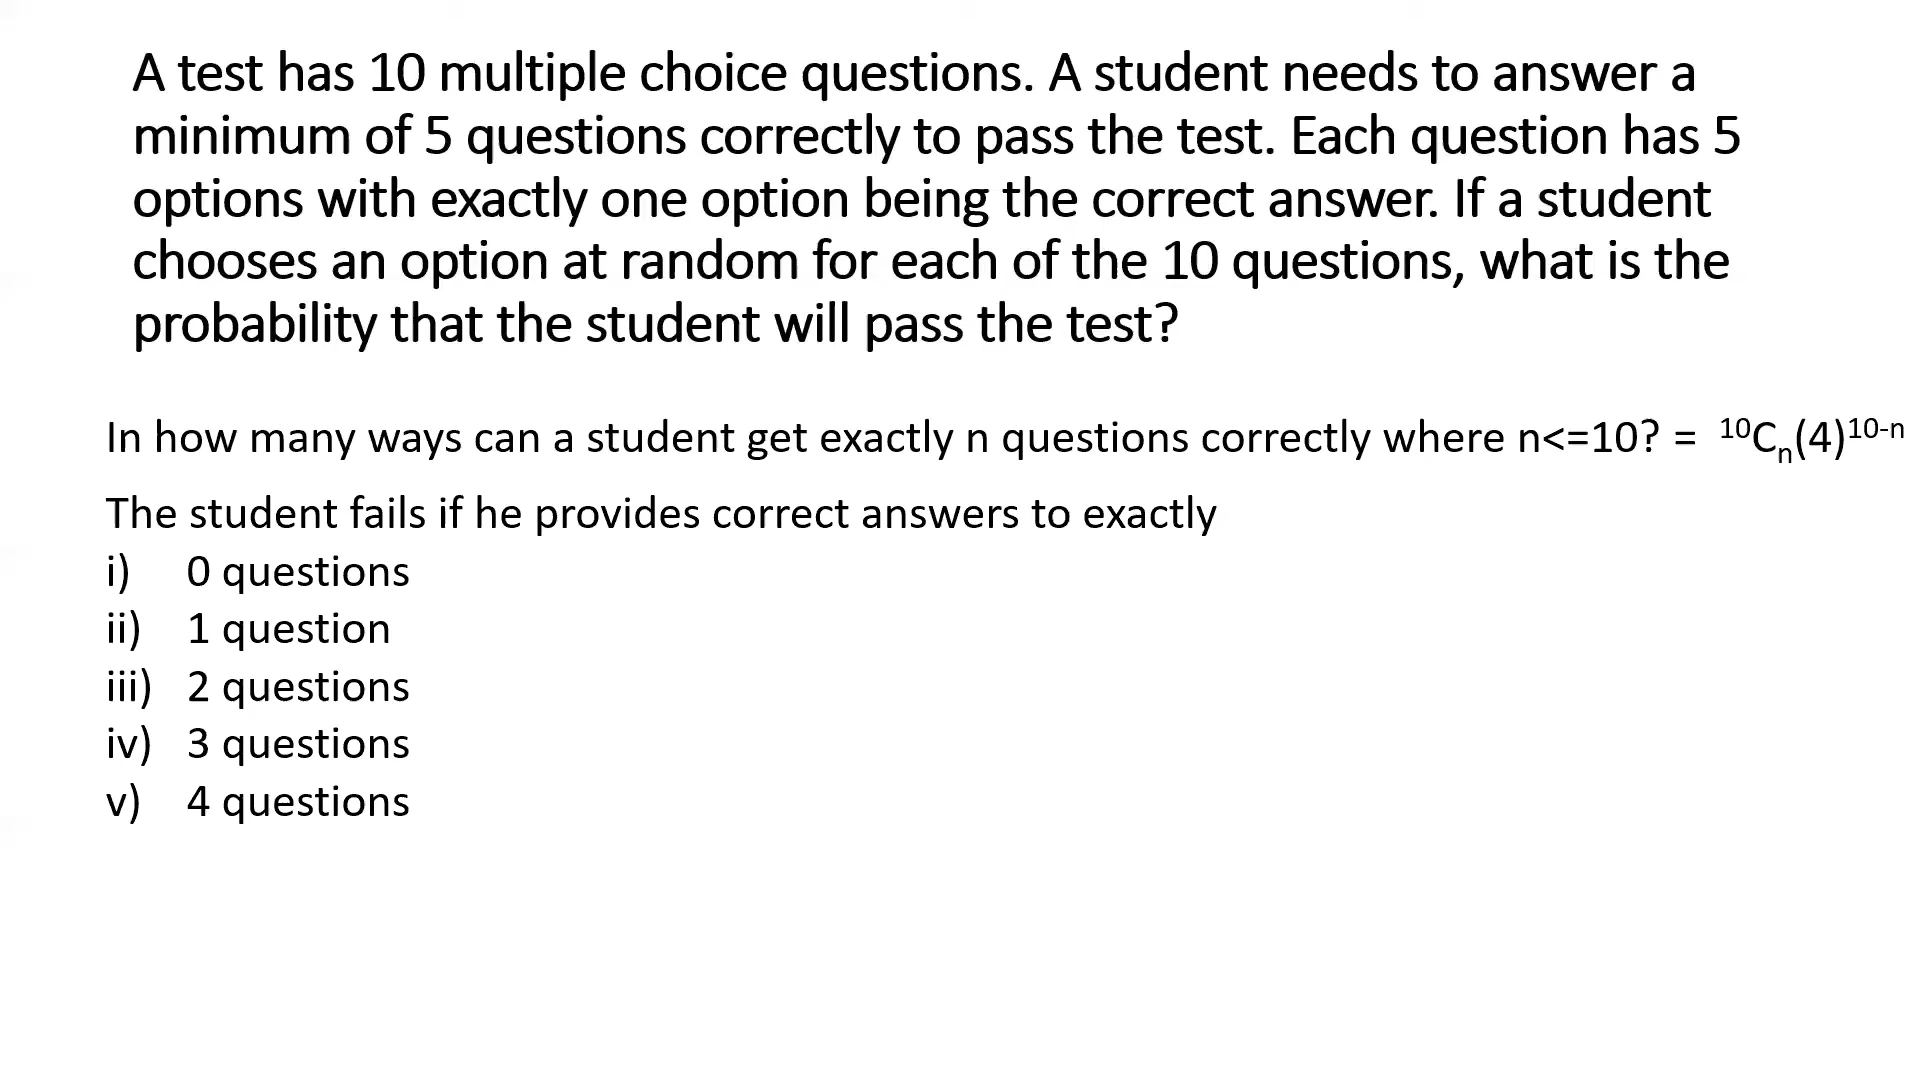 A test has 10 multiple choice questions. A student needs to answer a
minimum of 5 questions correctly to pass the test. Each question has 5
options with exactly one option being the correct answer. If a student
chooses an option at random for each of the 10 questions, what is the
probability that the student will pass the test?
In how many ways can a student get exactly n questions correctly where n<=10? = ¹⁰Cₙ(4)¹⁰⁻ⁿ
The student fails if he provides correct answers to exactly
i) 0 questions
ii) 1 question
iii) 2 questions
iv) 3 questions
v) 4 questions